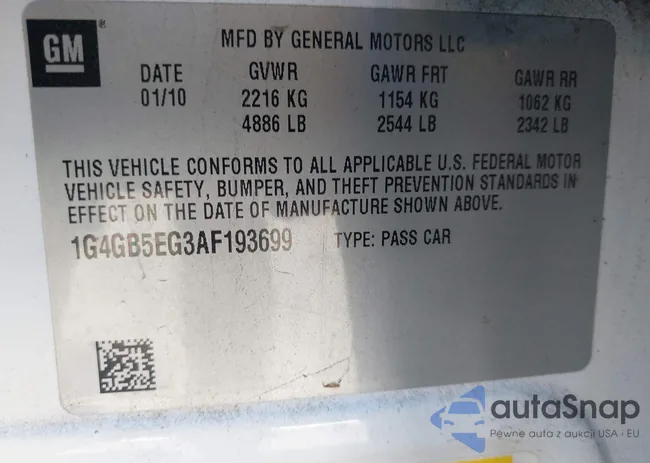 GM
®
MFD BY GENERAL MOTORS LLC
DATE GVWR GAWR FRT GAWR RR
01/10 2216 KG 1154 KG 1062 KG
4886 LB 2544 LB 2342 LB
THIS VEHICLE CONFORMS TO ALL APPLICABLE U.S. FEDERAL MOTOR
VEHICLE SAFETY, BUMPER, AND THEFT PREVENTION STANDARDS IN
EFFECT ON THE DATE OF MANUFACTURE SHOWN ABOVE.
1G4GB5EG3AF193699 TYPE: PASS CAR
autaSnap
Pewne auta z aukcji USA · EU